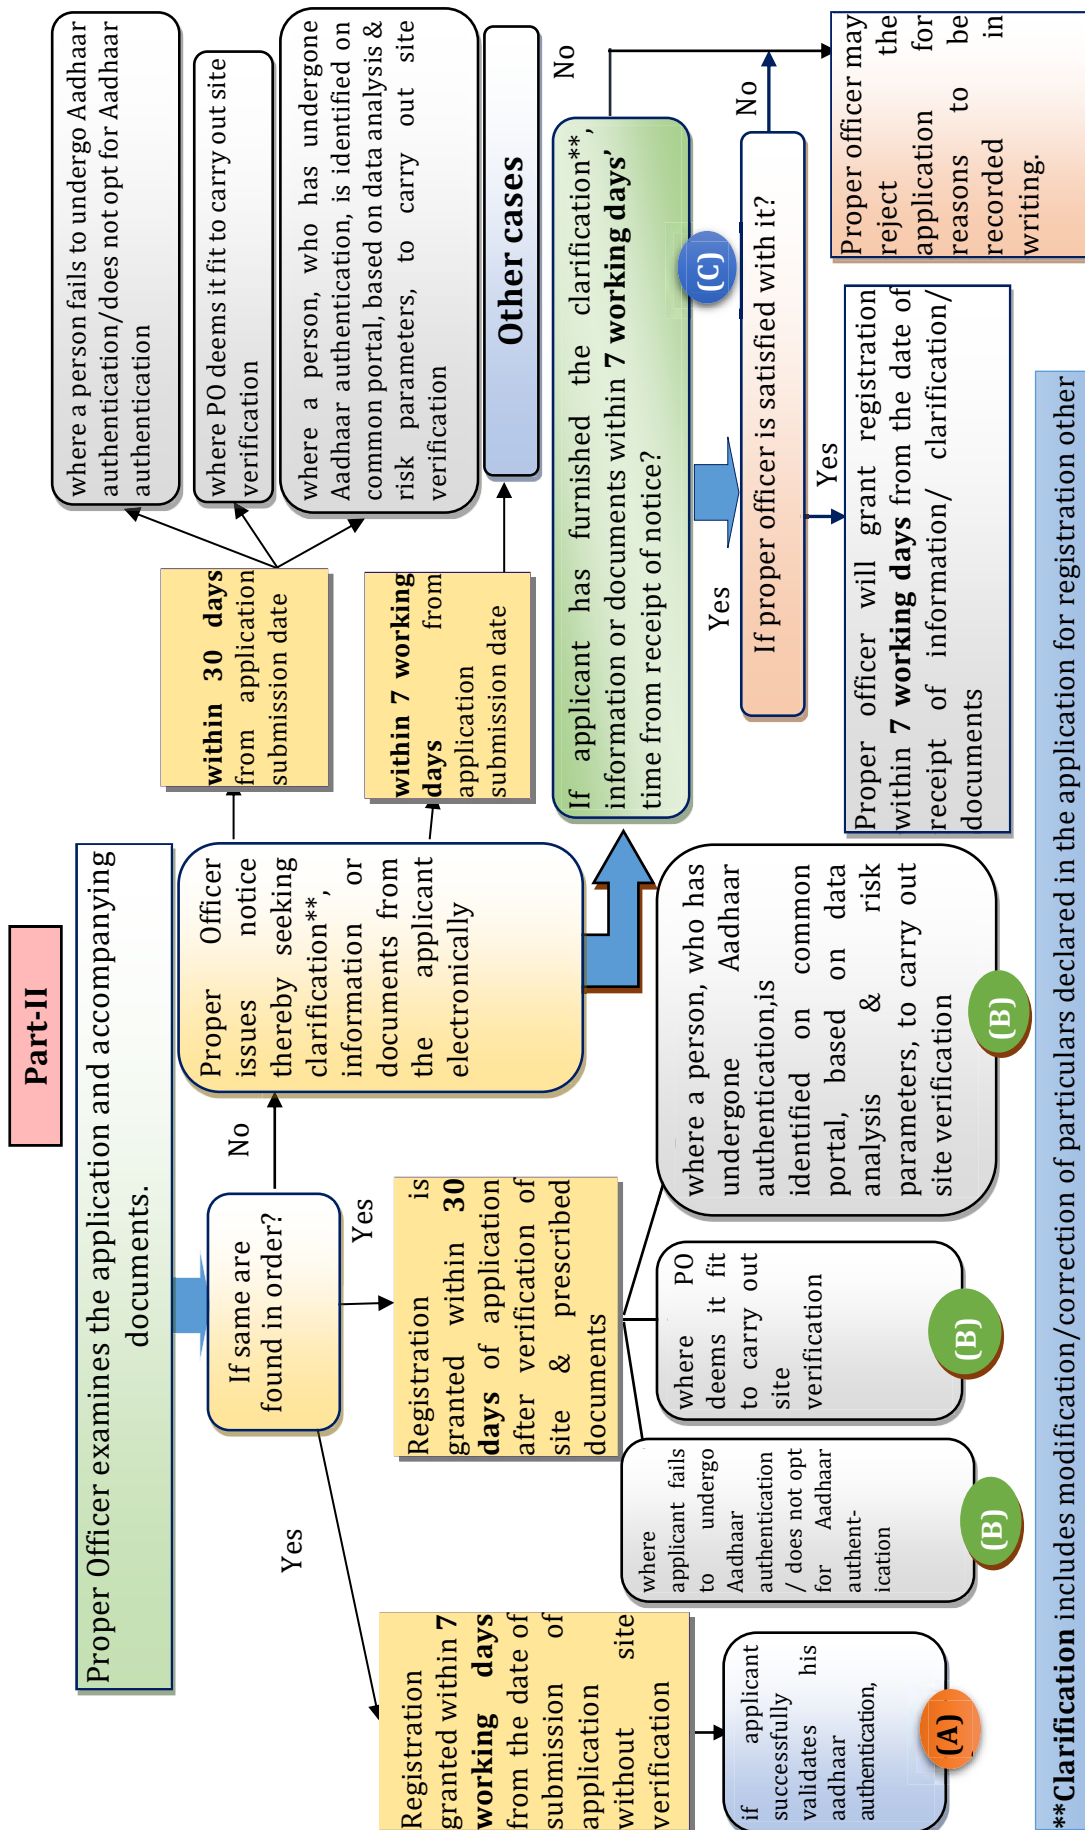 Part-II
Proper Officer examines the application and accompanying
documents.
If same are
found in order?
No
Yes
Yes
Proper Officer
issues notice
thereby seeking
clarification**,
information or
documents from
the applicant
electronically
within 30 days
from application
submission date
where a person fails to undergo Aadhaar
authentication/does not opt for Aadhaar
authentication
where PO deems it fit to carry out site
verification
where a person, who has undergone
Aadhaar authentication, is identified on
common portal, based on data analysis &
risk parameters, to carry out site
verification
within 7 working
days from
application
submission date
Other cases
Registration
granted within 7
working days
from the date of
submission of
application
without site
verification
if applicant
successfully
validates his
aadhaar
authentication,
(A)
Registration is
granted within 30
days of application
after verification of
site & prescribed
documents
where
applicant fails
to undergo
Aadhaar
authentication
/ does not opt
for Aadhaar
authent-
ication
(B)
where PO
deems it fit
to carry out
site
verification
(B)
where a person, who has
undergone Aadhaar
authentication,is
identified on common
portal, based on data
analysis & risk
parameters, to carry out
site verification
(B)
If applicant has furnished the clarification**,
information or documents within 7 working days'
time from receipt of notice?
(C)
No
Yes
If proper officer is satisfied with it?
No
Yes
Proper officer will grant registration
within 7 working days from the date of
receipt of information/ clarification/
documents
Proper officer may
reject the
application for
reasons to be
recorded in
writing.
**Clarification includes modification/correction of particulars declared in the application for registration other